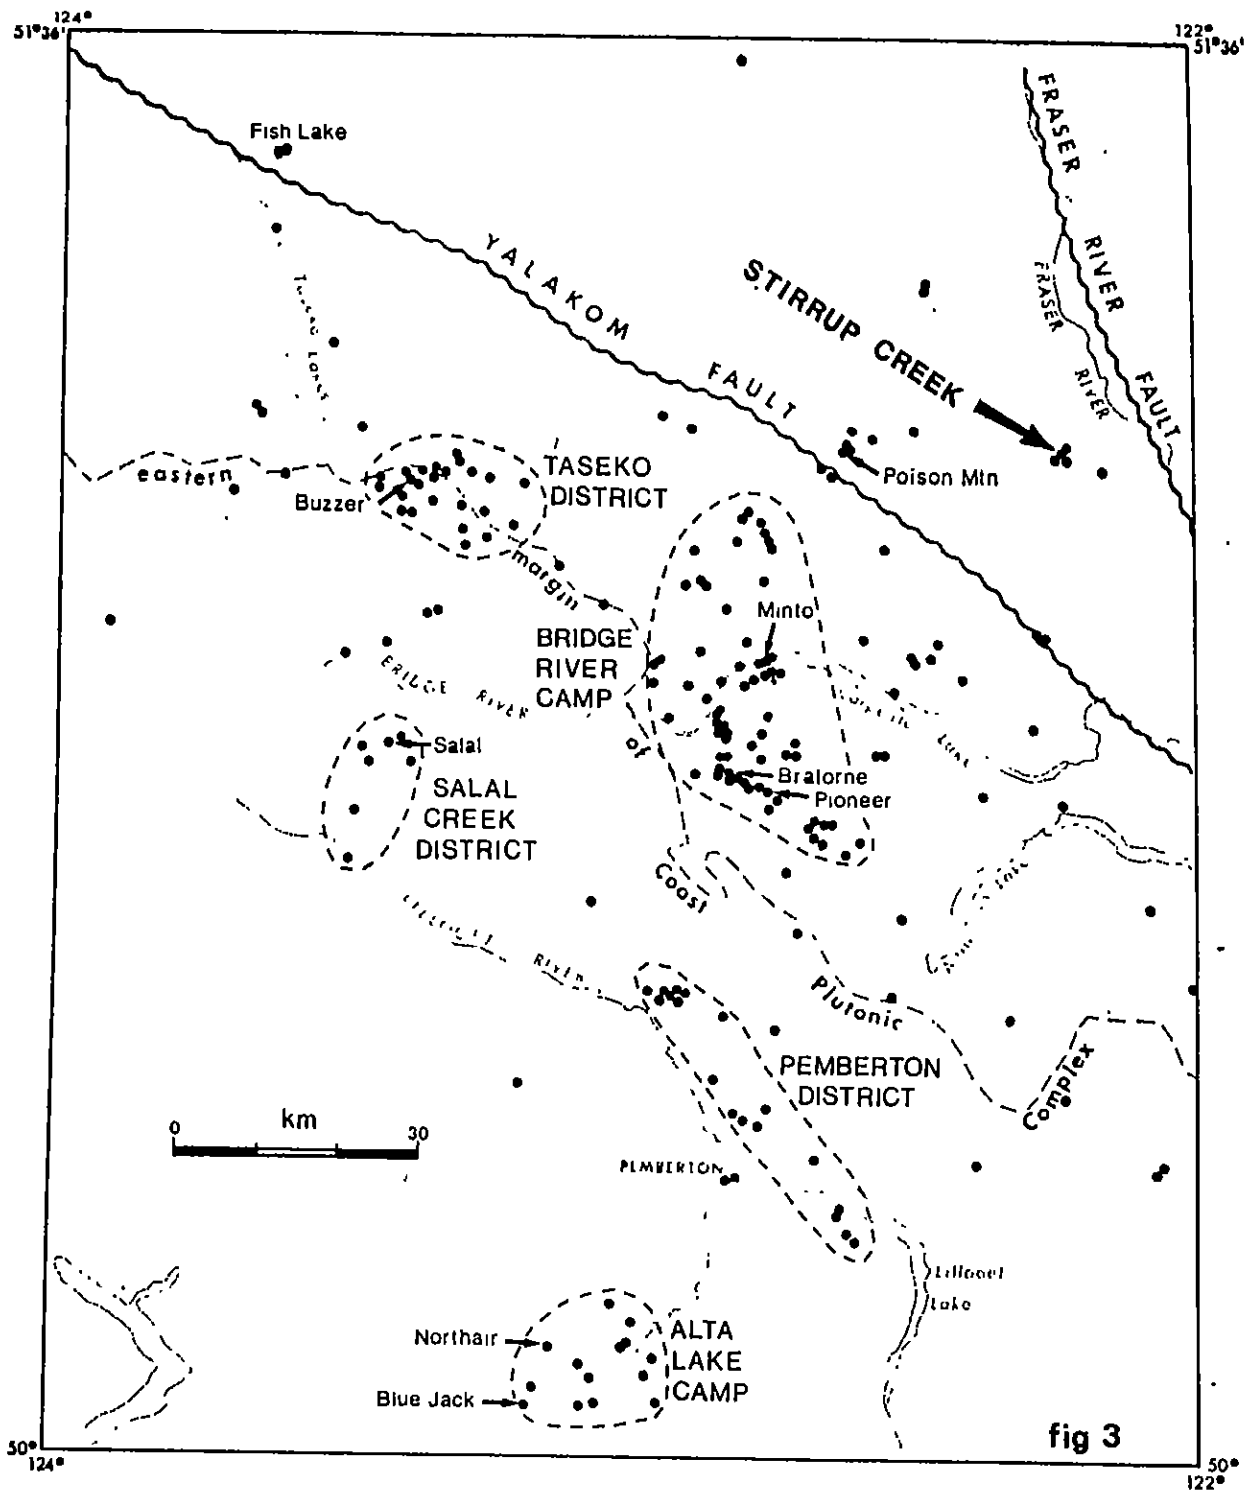 124°
51°36'
122°
51°36'
Fish Lake
FRASER
RIVER
FAULT
YALAKOM
FAULT
FRASER
RIVER
STIRRUP CREEK
Poison Mtn
eastern
TASEKO
DISTRICT
Buzzer
margin
Minto
BRIDGE
RIVER
CAMP
RIVER
of
Salal
SALAL
CREEK
DISTRICT
Bralorne
Pioneer
Coast
RIVER
Plutonic
Complex
PEMBERTON
DISTRICT
0
km
30
PEMBERTON
Lillooet
Lake
Northair
ALTA
LAKE
CAMP
Blue Jack
fig 3
50°
124°
50°
122°